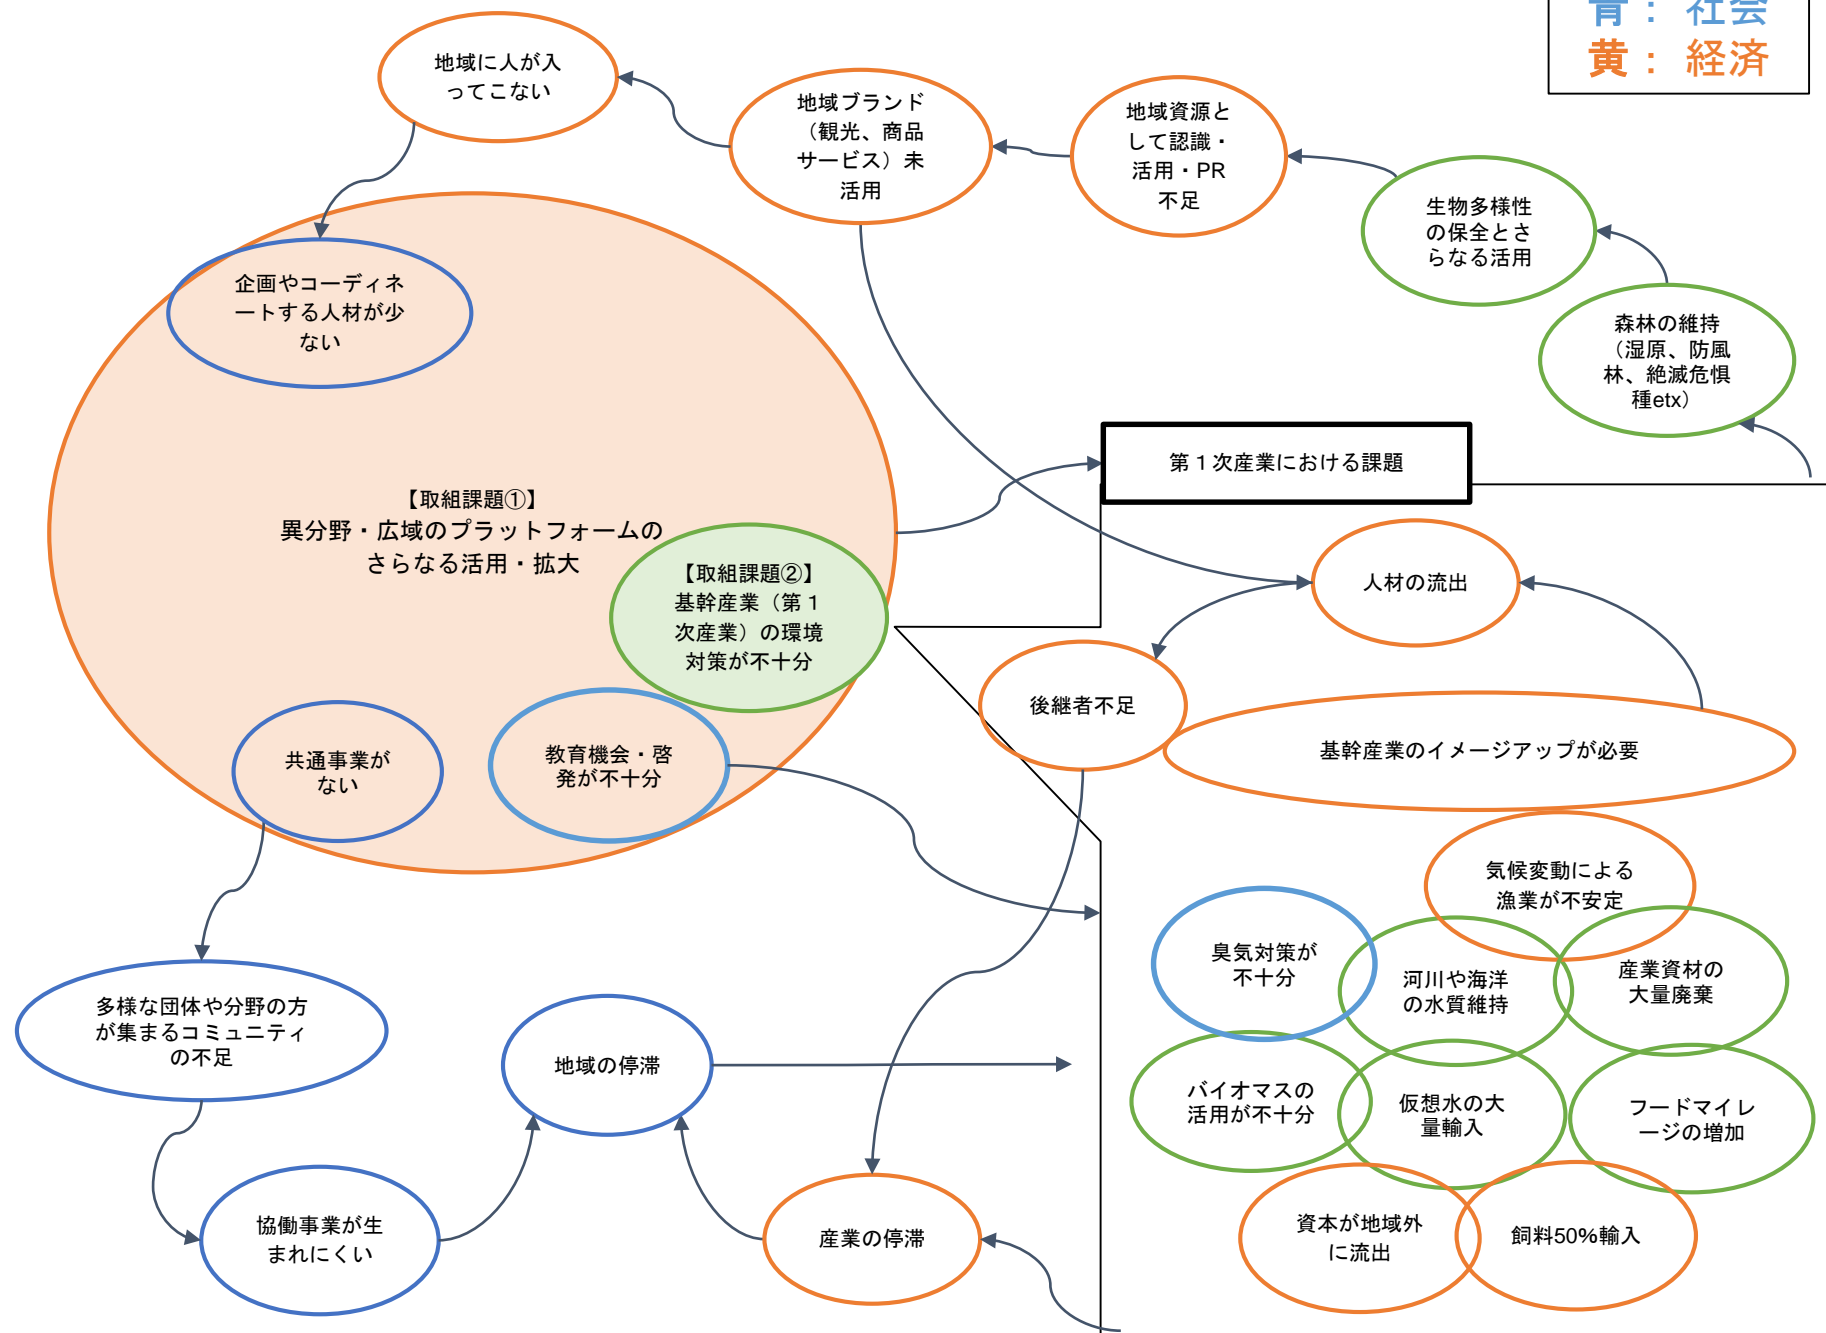 青： 社会
黄： 経済
地域に人が入
ってこない
地域ブランド
（観光、商品
サービス）未
活用
地域資源と
して認識・
活用・PR
不足
生物多様性
の保全とさ
らなる活用
森林の維持
（湿原、防風
林、絶滅危惧
種etx）
企画やコーディネ
ートする人材が少
ない
【取組課題①】
異分野・広域のプラットフォームの
さらなる活用・拡大
【取組課題②】
基幹産業（第１
次産業）の環境
対策が不十分
共通事業が
ない
教育機会・啓
発が不十分
第１次産業における課題
人材の流出
後継者不足
基幹産業のイメージアップが必要
気候変動による
漁業が不安定
臭気対策が
不十分
河川や海洋
の水質維持
産業資材の
大量廃棄
バイオマスの
活用が不十分
仮想水の大
量輸入
フードマイレ
ージの増加
資本が地域外
に流出
飼料50%輸入
多様な団体や分野の方
が集まるコミュニティ
の不足
地域の停滞
協働事業が生
まれにくい
産業の停滞